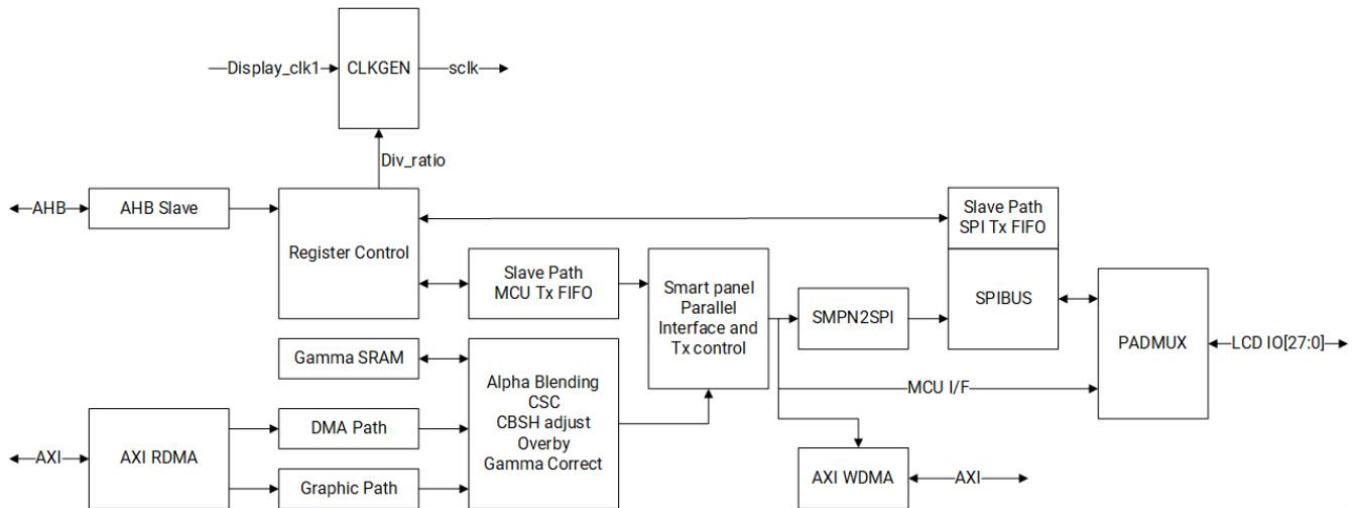 Display_clk1
CLKGEN
sclk
Div_ratio
AHB
AHB Slave
Register Control
Slave Path
SPI Tx FIFO
Slave Path
MCU Tx FIFO
Smart panel
Parallel
Interface and
Tx control
SMPN2SPI
SPIBUS
PADMUX
LCD IO[27:0]
Gamma SRAM
Alpha Blending
CSC
CBSH adjust
Overby
Gamma Correct
MCU I/F
AXI
AXI RDMA
DMA Path
Graphic Path
AXI WDMA
AXI